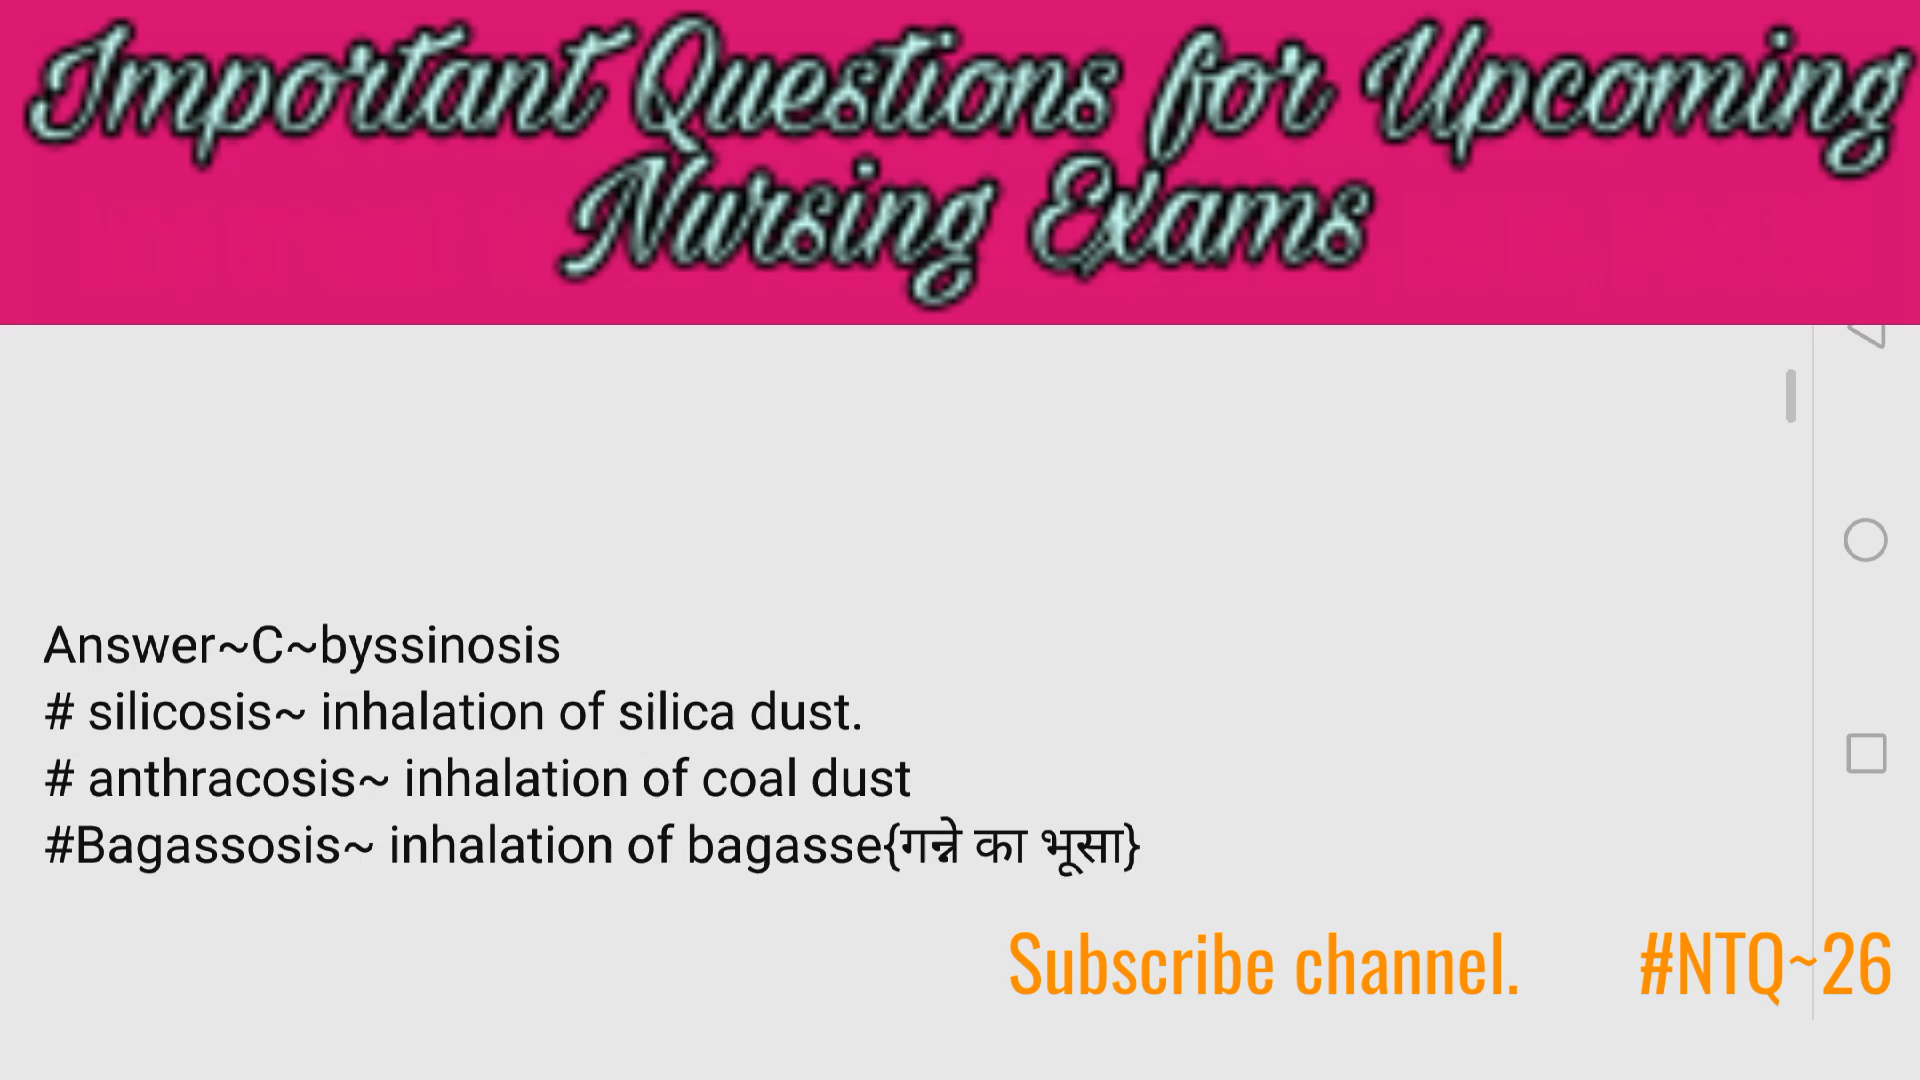 Important Questions for Upcoming
Nursing Exams
Answer~C~byssinosis
# silicosis~ inhalation of silica dust.
# anthracosis~ inhalation of coal dust
#Bagassosis~ inhalation of bagasse{गन्ने का भूसा}
Subscribe channel. #NTQ~26